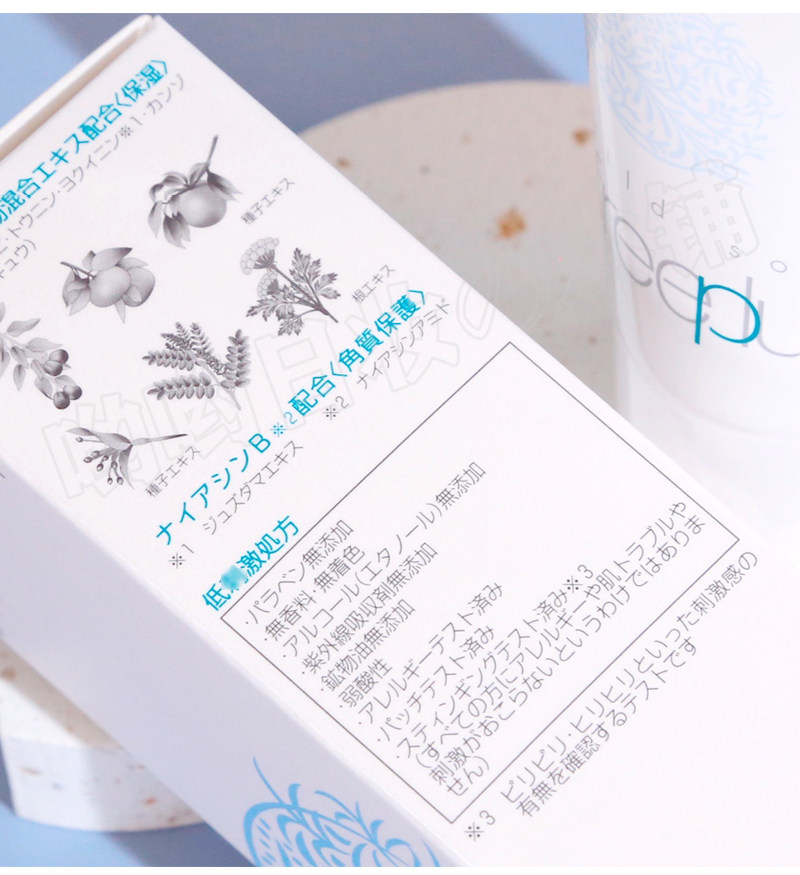 混合エキス配合〈保湿〉
トウニン・ヨクイニン※1・カンゾ
キュウ)
種子エキス
根エキス
種子エキス
ナイアシンB※2配合〈角質保護〉
※1 ジュズダマエキス ※2 ナイアシンアミド
低刺激処方
・パラベン無添加
・無香料・無着色
・アルコール(エタノール)無添加
・紫外線吸収剤無添加
・鉱物油無添加
・弱酸性
・アレルギーテスト済み
・パッチテスト済み
・スティンギングテスト済み※3
(すべての方にアレルギーや肌トラブルや
刺激がおこらないというわけではありま
せん)
※3 ピリピリ・ヒリヒリといった刺激感の
有無を確認するテストです